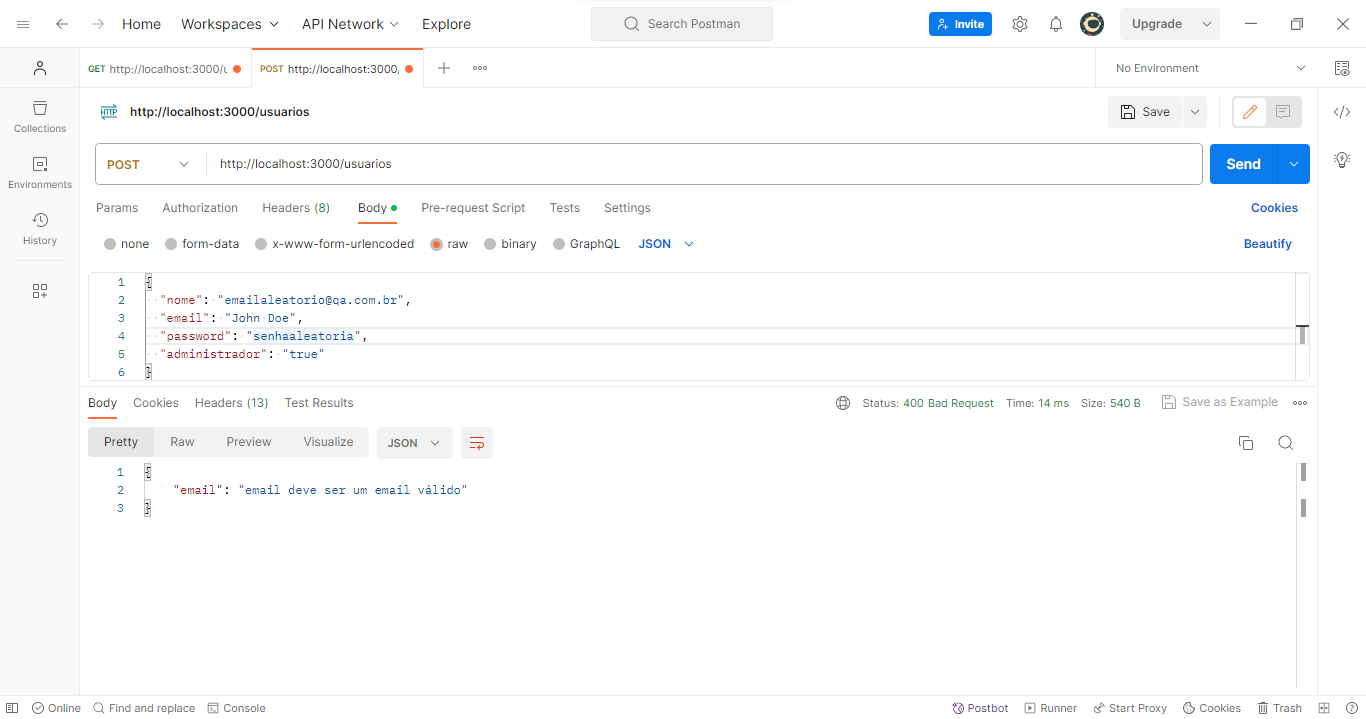 Home Workspaces API Network Explore Search Postman Invite Upgrade
GET http://localhost:3000/u POST http://localhost:3000, No Environment
HTTP http://localhost:3000/usuarios Save
Collections
POST http://localhost:3000/usuarios Send
Environments
Params Authorization Headers (8) Body Pre-request Script Tests Settings Cookies
History
none form-data x-www-form-urlencoded raw binary GraphQL JSON Beautify
1 {
2 "nome": "emailaleatorio@qa.com.br",
3 "email": "John Doe",
4 "password": "senhaaleatoria",
5 "administrador": "true"
6 }
Body Cookies Headers (13) Test Results Status: 400 Bad Request Time: 14 ms Size: 540 B Save as Example
Pretty Raw Preview Visualize JSON
1 {
2 "email": "email deve ser um email válido"
3 }
Online Find and replace Console Postbot Runner Start Proxy Cookies Trash